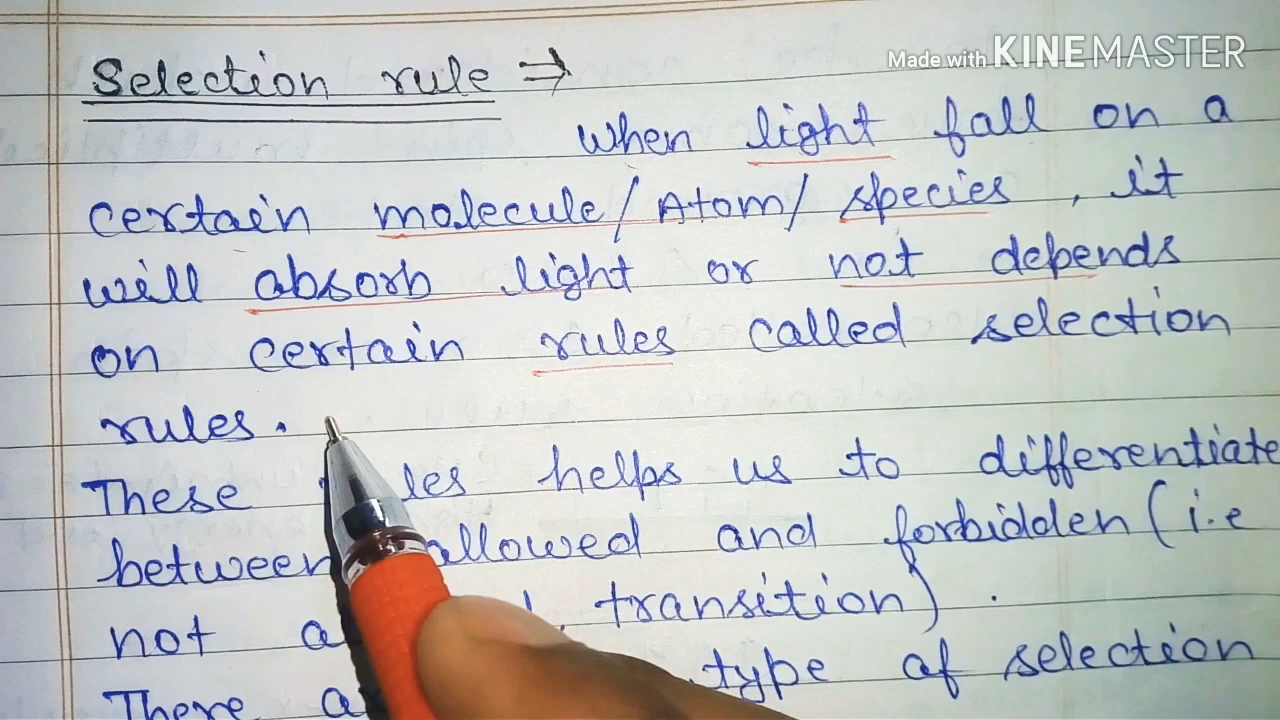 Made with KINEMASTER
Selection rule ⇒
When light fall on a
certain molecule/Atom/species, it
will absorb light or not depends
on certain rules called selection
rules.
These helps us to differentiate
between allowed and forbidden (i.e
not transition).
There type of selection